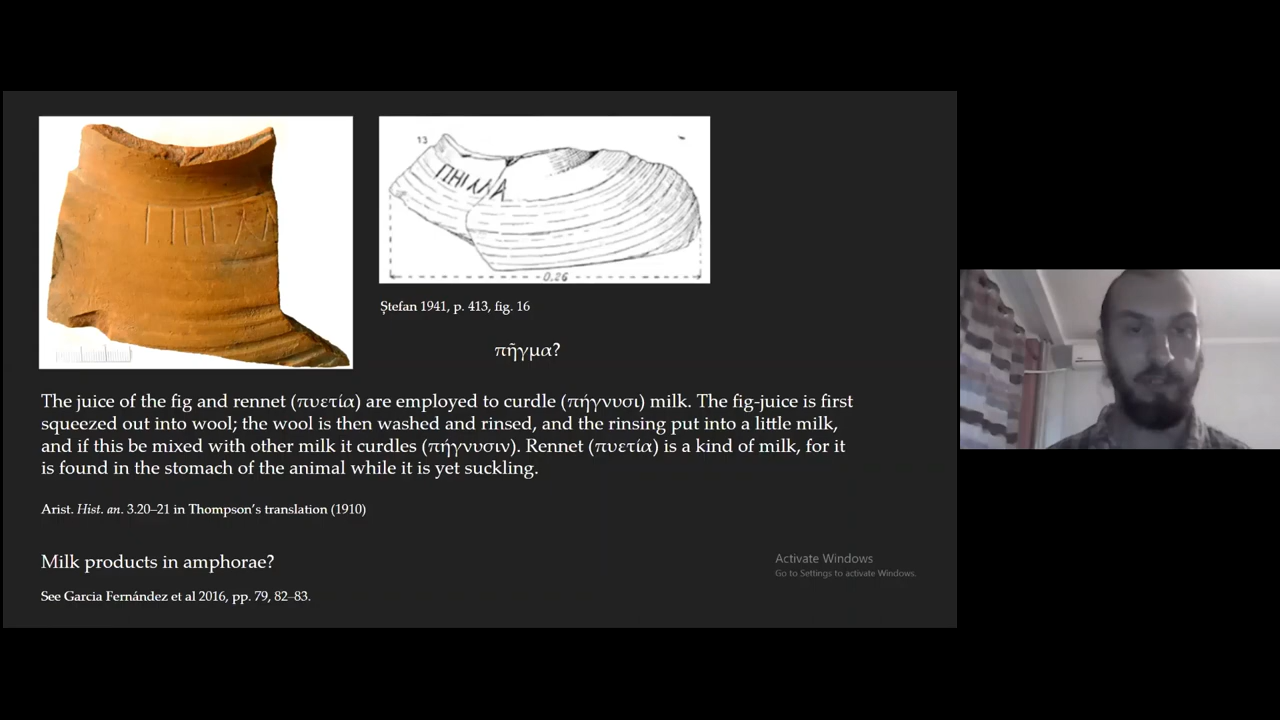 ΠΗΙΛΛ
13
ΠΗΙΛΛΑ
0.26
Ștefan 1941, p. 413, fig. 16
πῆγμα?
The juice of the fig and rennet (πυετία) are employed to curdle (πήγνυσι) milk. The fig-juice is first
squeezed out into wool; the wool is then washed and rinsed, and the rinsing put into a little milk,
and if this be mixed with other milk it curdles (πήγνυσιν). Rennet (πυετία) is a kind of milk, for it
is found in the stomach of the animal while it is yet suckling.
Arist. Hist. an. 3.20–21 in Thompson’s translation (1910)
Milk products in amphorae?
See Garcia Fernández et al 2016, pp. 79, 82–83.
Activate Windows
Go to Settings to activate Windows.